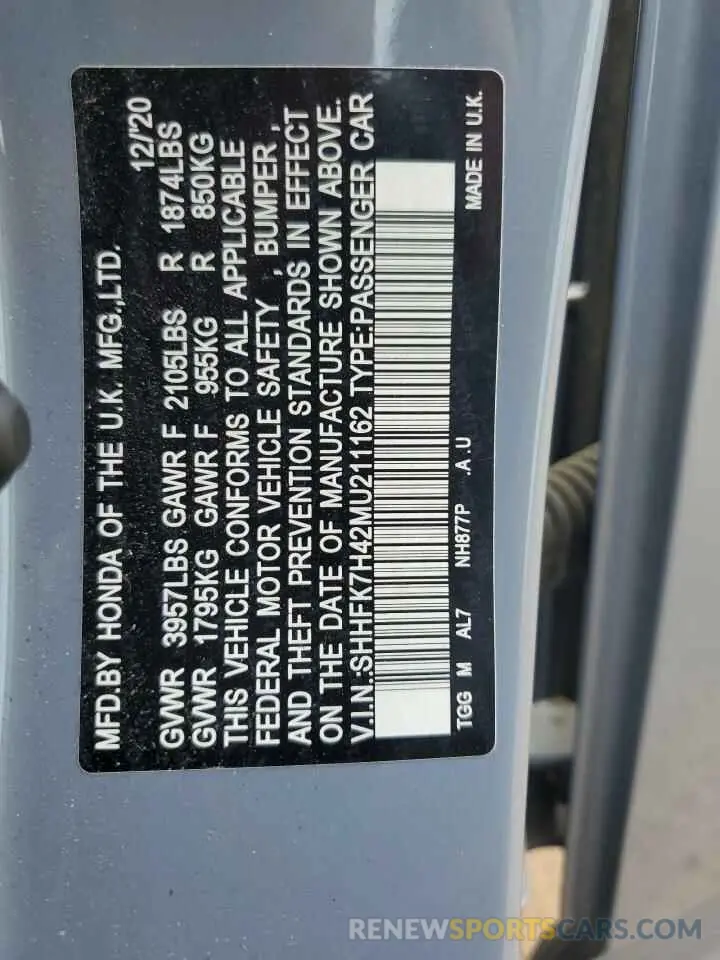 MFD.BY HONDA OF THE U.K. MFG.,LTD. 12/'20
GVWR 3957LBS GAWR F 2105LBS R 1874LBS
GVWR 1795KG GAWR F 955KG R 850KG
THIS VEHICLE CONFORMS TO ALL APPLICABLE
FEDERAL MOTOR VEHICLE SAFETY , BUMPER ,
AND THEFT PREVENTION STANDARDS IN EFFECT
ON THE DATE OF MANUFACTURE SHOWN ABOVE.
V.I.N.:SHHFK7H42MU211162 TYPE:PASSENGER CAR
TGG M AL7 NH877P .A .U MADE IN U.K.
RENEWSPORTSCARS.COM